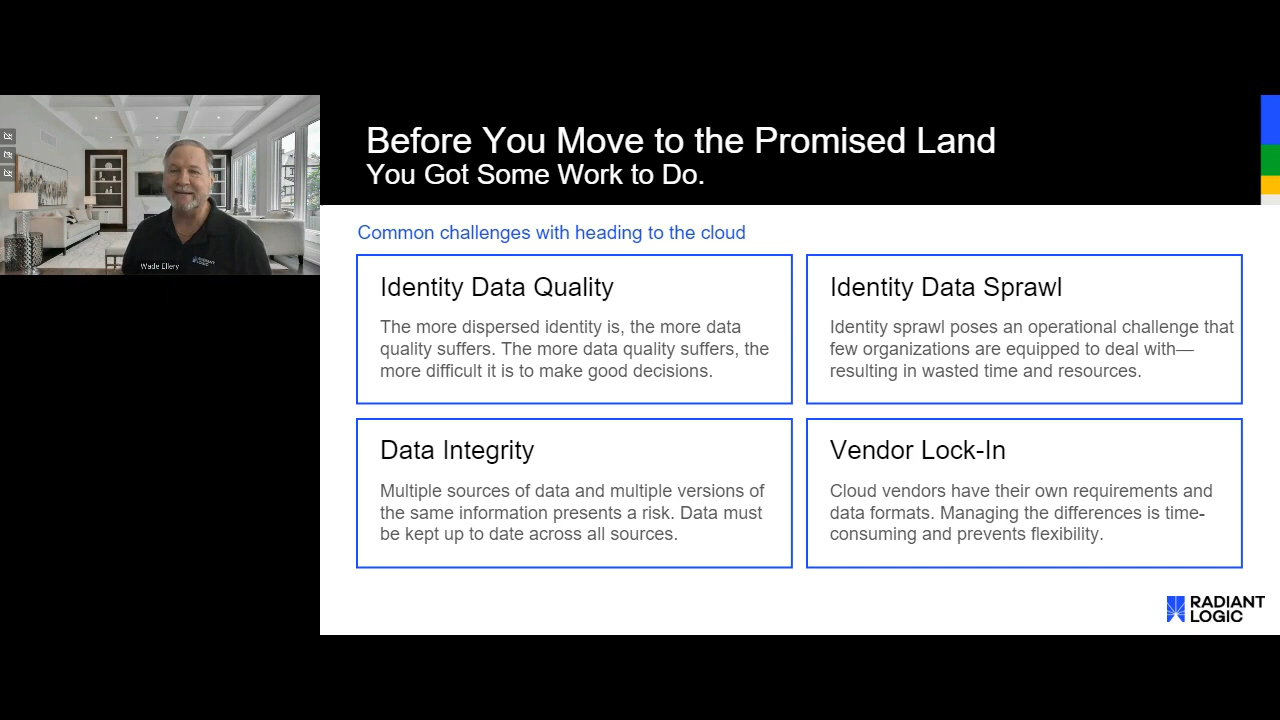 Before You Move to the Promised Land
You Got Some Work to Do.
Wade Ellery
RADIANT
LOGIC
Common challenges with heading to the cloud
Identity Data Quality
The more dispersed identity is, the more data
quality suffers. The more data quality suffers, the
more difficult it is to make good decisions.
Identity Data Sprawl
Identity sprawl poses an operational challenge that
few organizations are equipped to deal with—
resulting in wasted time and resources.
Data Integrity
Multiple sources of data and multiple versions of
the same information presents a risk. Data must
be kept up to date across all sources.
Vendor Lock-In
Cloud vendors have their own requirements and
data formats. Managing the differences is time-
consuming and prevents flexibility.
RADIANT
LOGIC